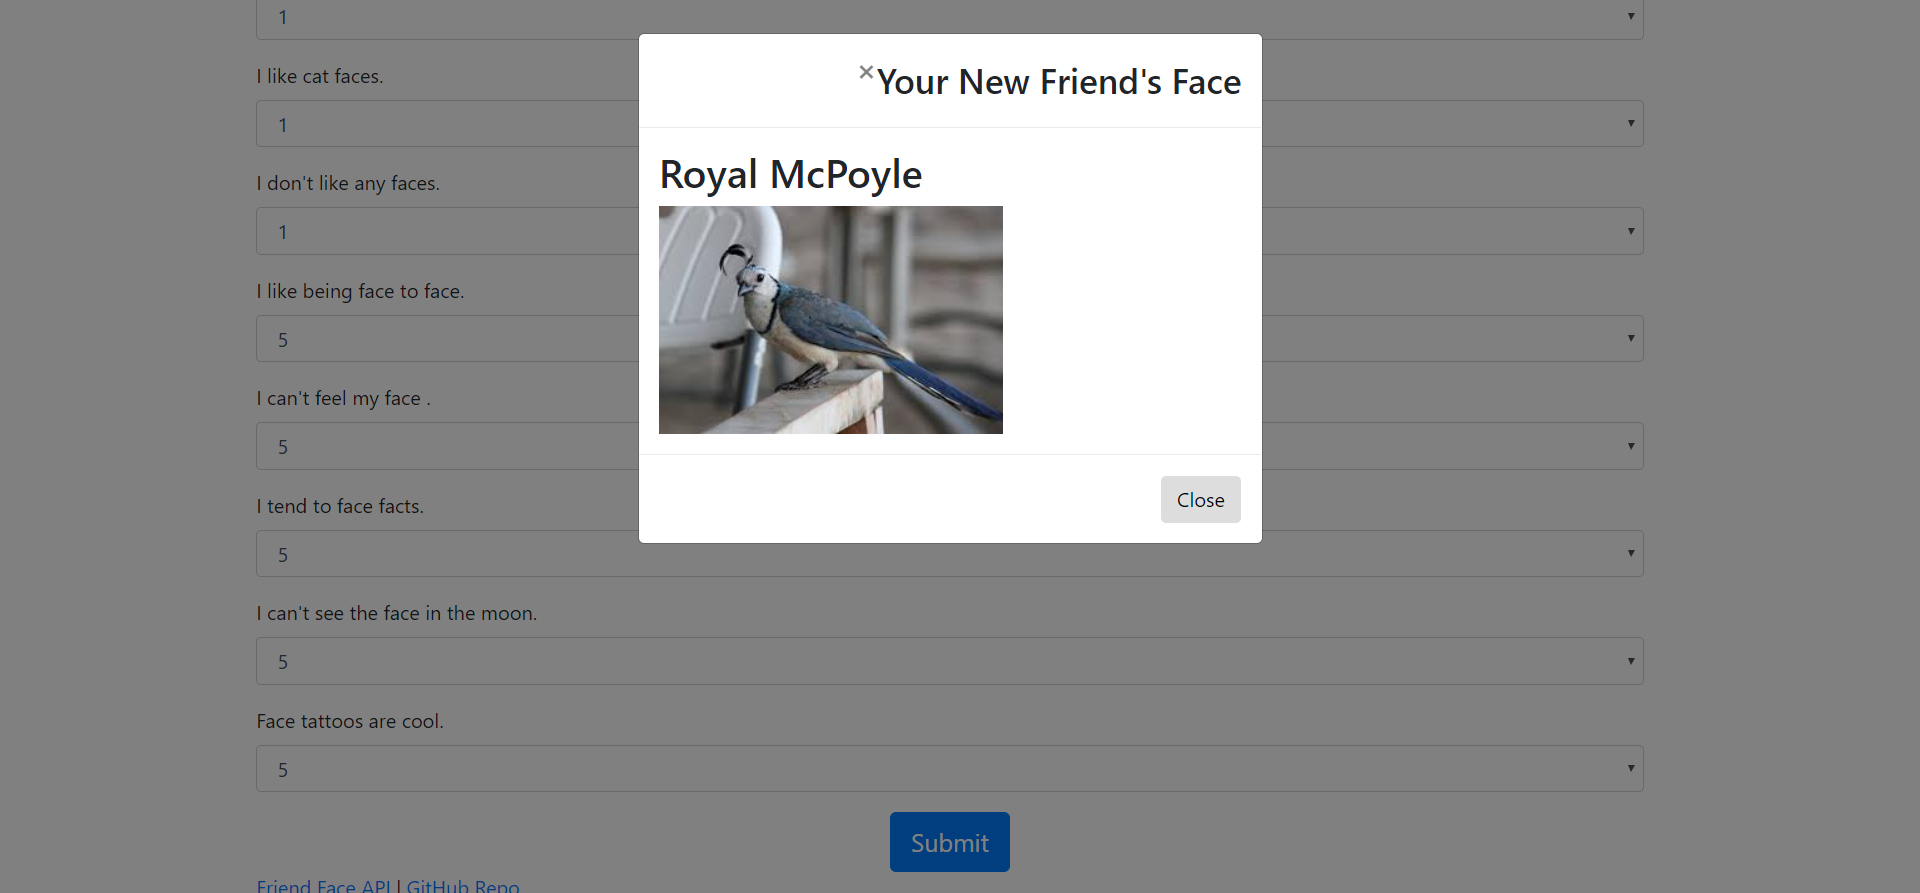 1
I like cat faces.
1
I don't like any faces.
1
I like being face to face.
5
I can't feel my face .
5
I tend to face facts.
5
I can't see the face in the moon.
5
Face tattoos are cool.
5
Submit
Friend Face API | GitHub Repo
×Your New Friend's Face
Royal McPoyle
Close